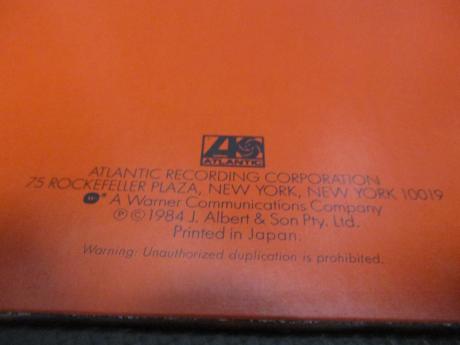 ATLANTIC
ATLANTIC RECORDING CORPORATION
75 ROCKEFELLER PLAZA, NEW YORK, NEW YORK 10019
® A Warner Communications Company
℗ © 1984 J. Albert & Son Pty. Ltd.
Printed in Japan.
Warning: Unauthorized duplication is prohibited.